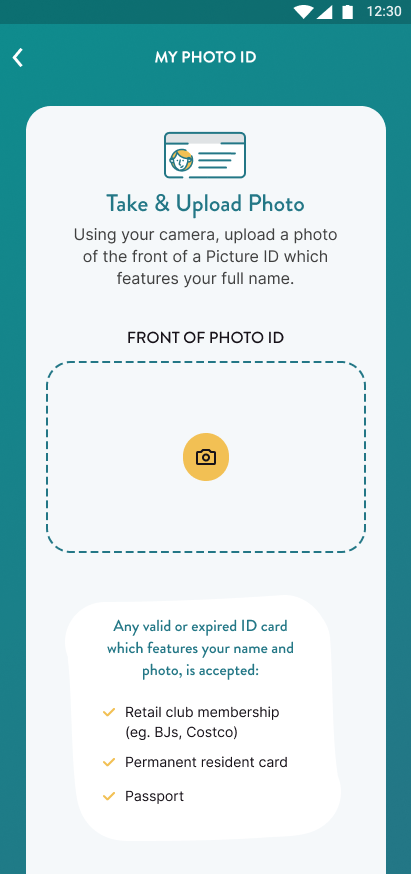 12:30
MY PHOTO ID
Take & Upload Photo
Using your camera, upload a photo
of the front of a Picture ID which
features your full name.
FRONT OF PHOTO ID
Any valid or expired ID card
which features your name and
photo, is accepted:
Retail club membership
(eg. BJs, Costco)
Permanent resident card
Passport